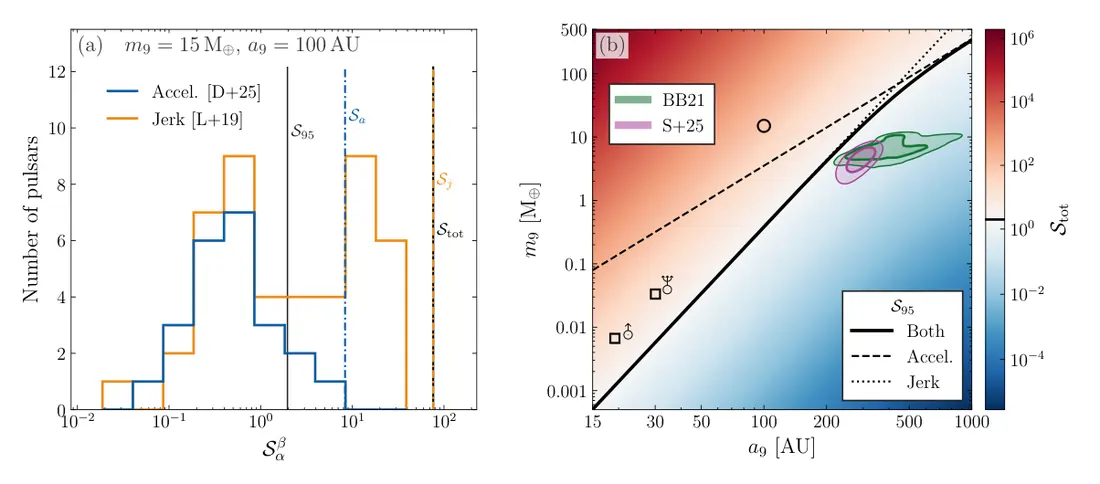 (a) m₉ = 15 M⊕, a₉ = 100 AU
Accel. [D+25]
Jerk [L+19]
S₉₅
Sₐ
Sⱼ
Sₜₒₜ
Number of pulsars
12
10
8
6
4
2
0
10⁻²
10⁻¹
10⁰
10¹
10²
S_α^β
(b)
BB21
S+25
♆
⛢
S₉₅
Both
Accel.
Jerk
m₉ [M⊕]
500
100
10
1
0.1
0.01
0.001
15
30
50
100
200
500
1000
a₉ [AU]
10⁶
10⁴
10²
10⁰
10⁻²
10⁻⁴
Sₜₒₜ